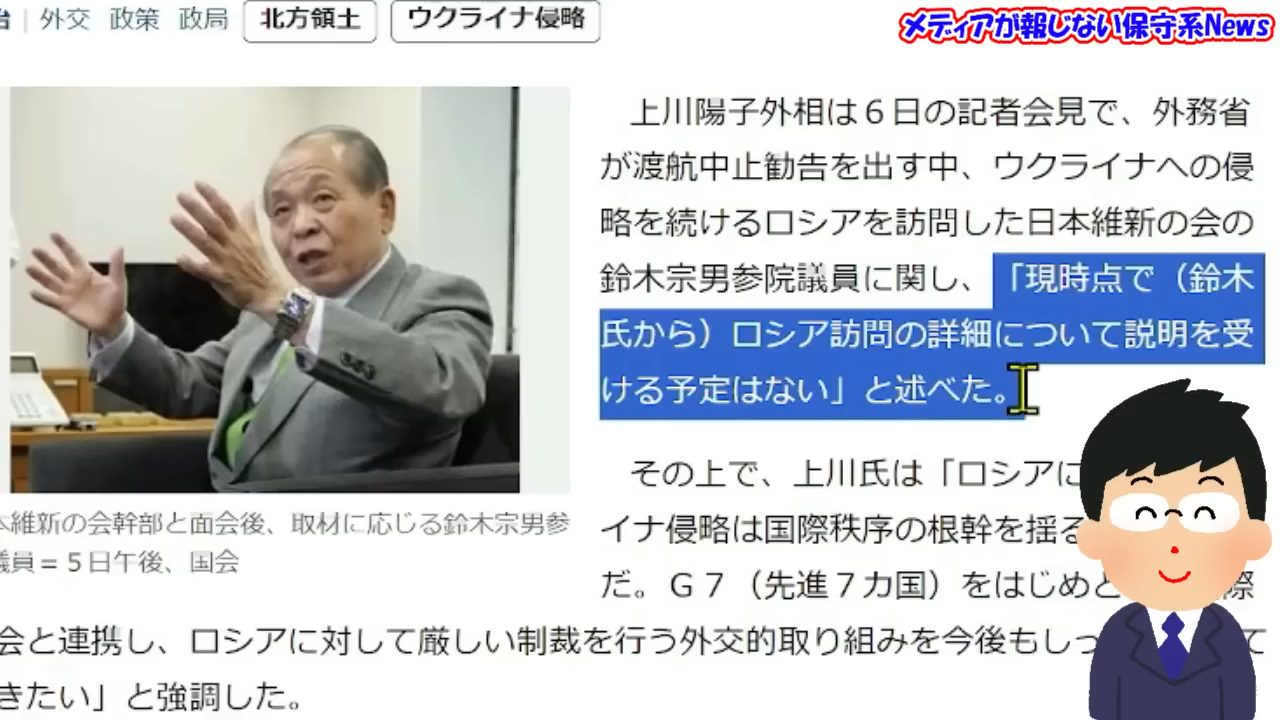 外交 政策 政局 北方領土 ウクライナ侵略
メディアが報じない保守系News
上川陽子外相は６日の記者会見で、外務省
が渡航中止勧告を出す中、ウクライナへの侵
略を続けるロシアを訪問した日本維新の会の
鈴木宗男参院議員に関し、「現時点で（鈴木
氏から）ロシア訪問の詳細について説明を受
ける予定はない」と述べた。
その上で、上川氏は「ロシアに
イナ侵略は国際秩序の根幹を揺る
だ。Ｇ７（先進７カ国）をはじめと 際
会と連携し、ロシアに対して厳しい制裁を行う外交的取り組みを今後もしっ て
きたい」と強調した。
維新の会幹部と面会後、取材に応じる鈴木宗男参
議員＝５日午後、国会